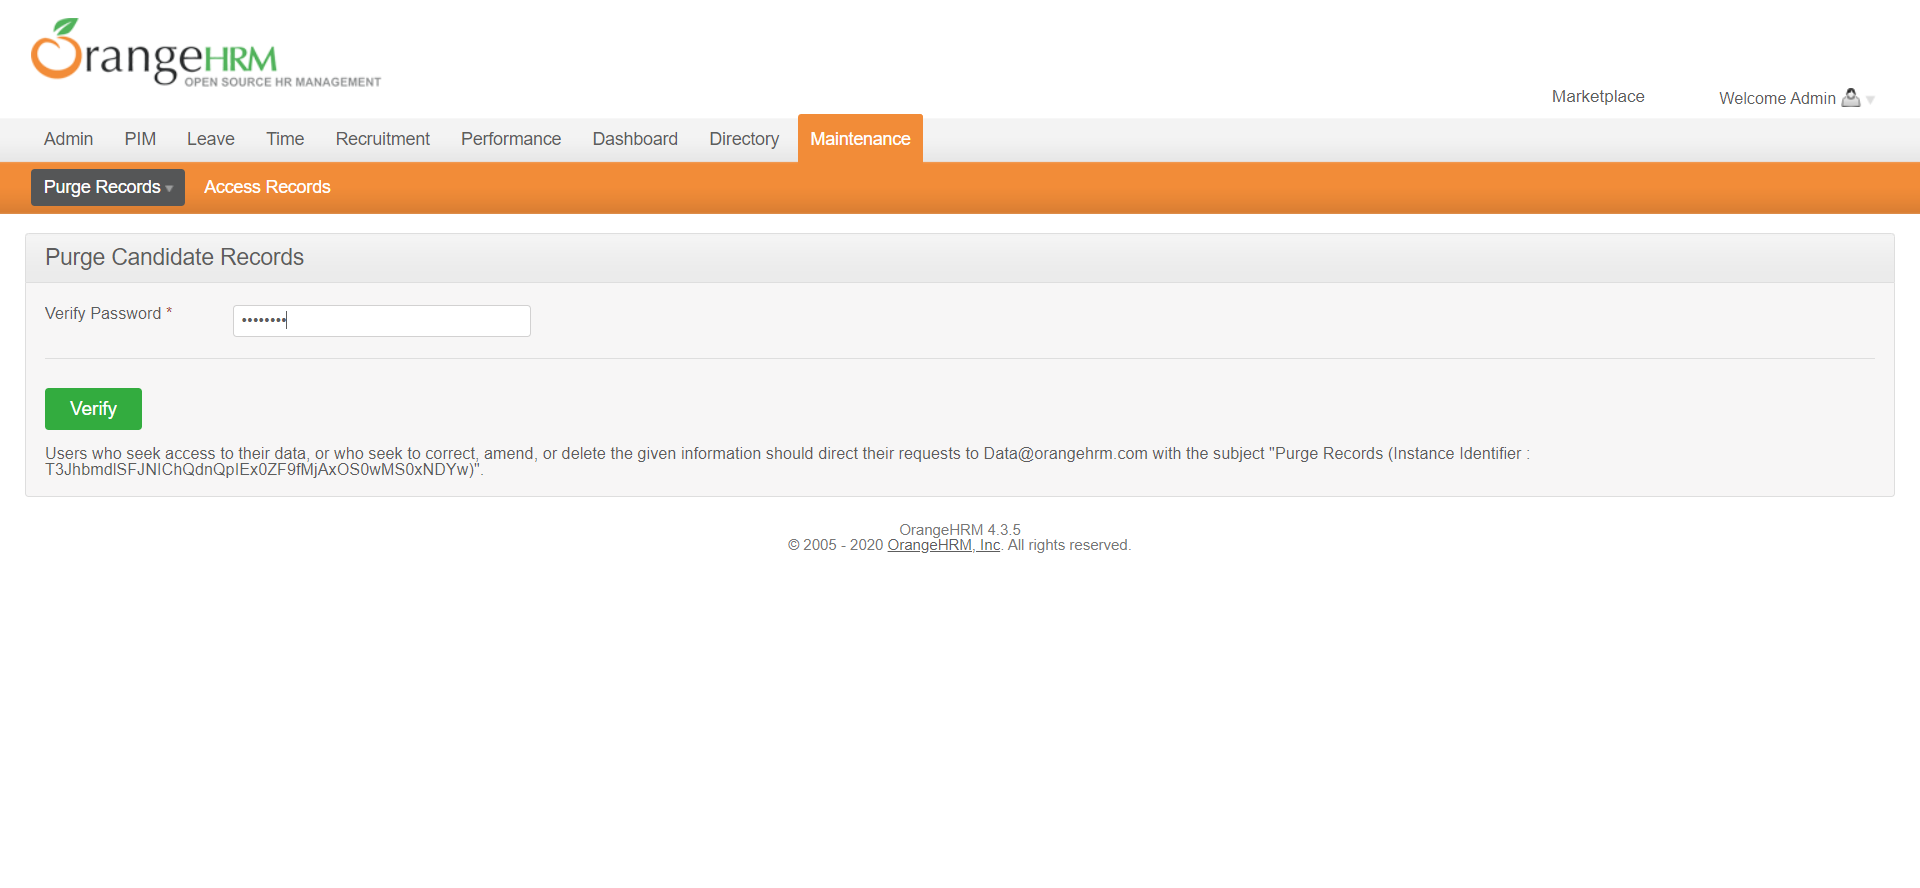 OrangeHRM
OPEN SOURCE HR MANAGEMENT
Marketplace
Welcome Admin
Admin PIM Leave Time Recruitment Performance Dashboard Directory Maintenance
Purge Records Access Records
Purge Candidate Records
Verify Password *
••••••••
Verify
Users who seek access to their data, or who seek to correct, amend, or delete the given information should direct their requests to Data@orangehrm.com with the subject "Purge Records (Instance Identifier :
T3JhbmdlSFJNIChQdnQpIEx0ZF9fMjAxOS0wMS0xNDYw)".
OrangeHRM 4.3.5
© 2005 - 2020 OrangeHRM, Inc. All rights reserved.